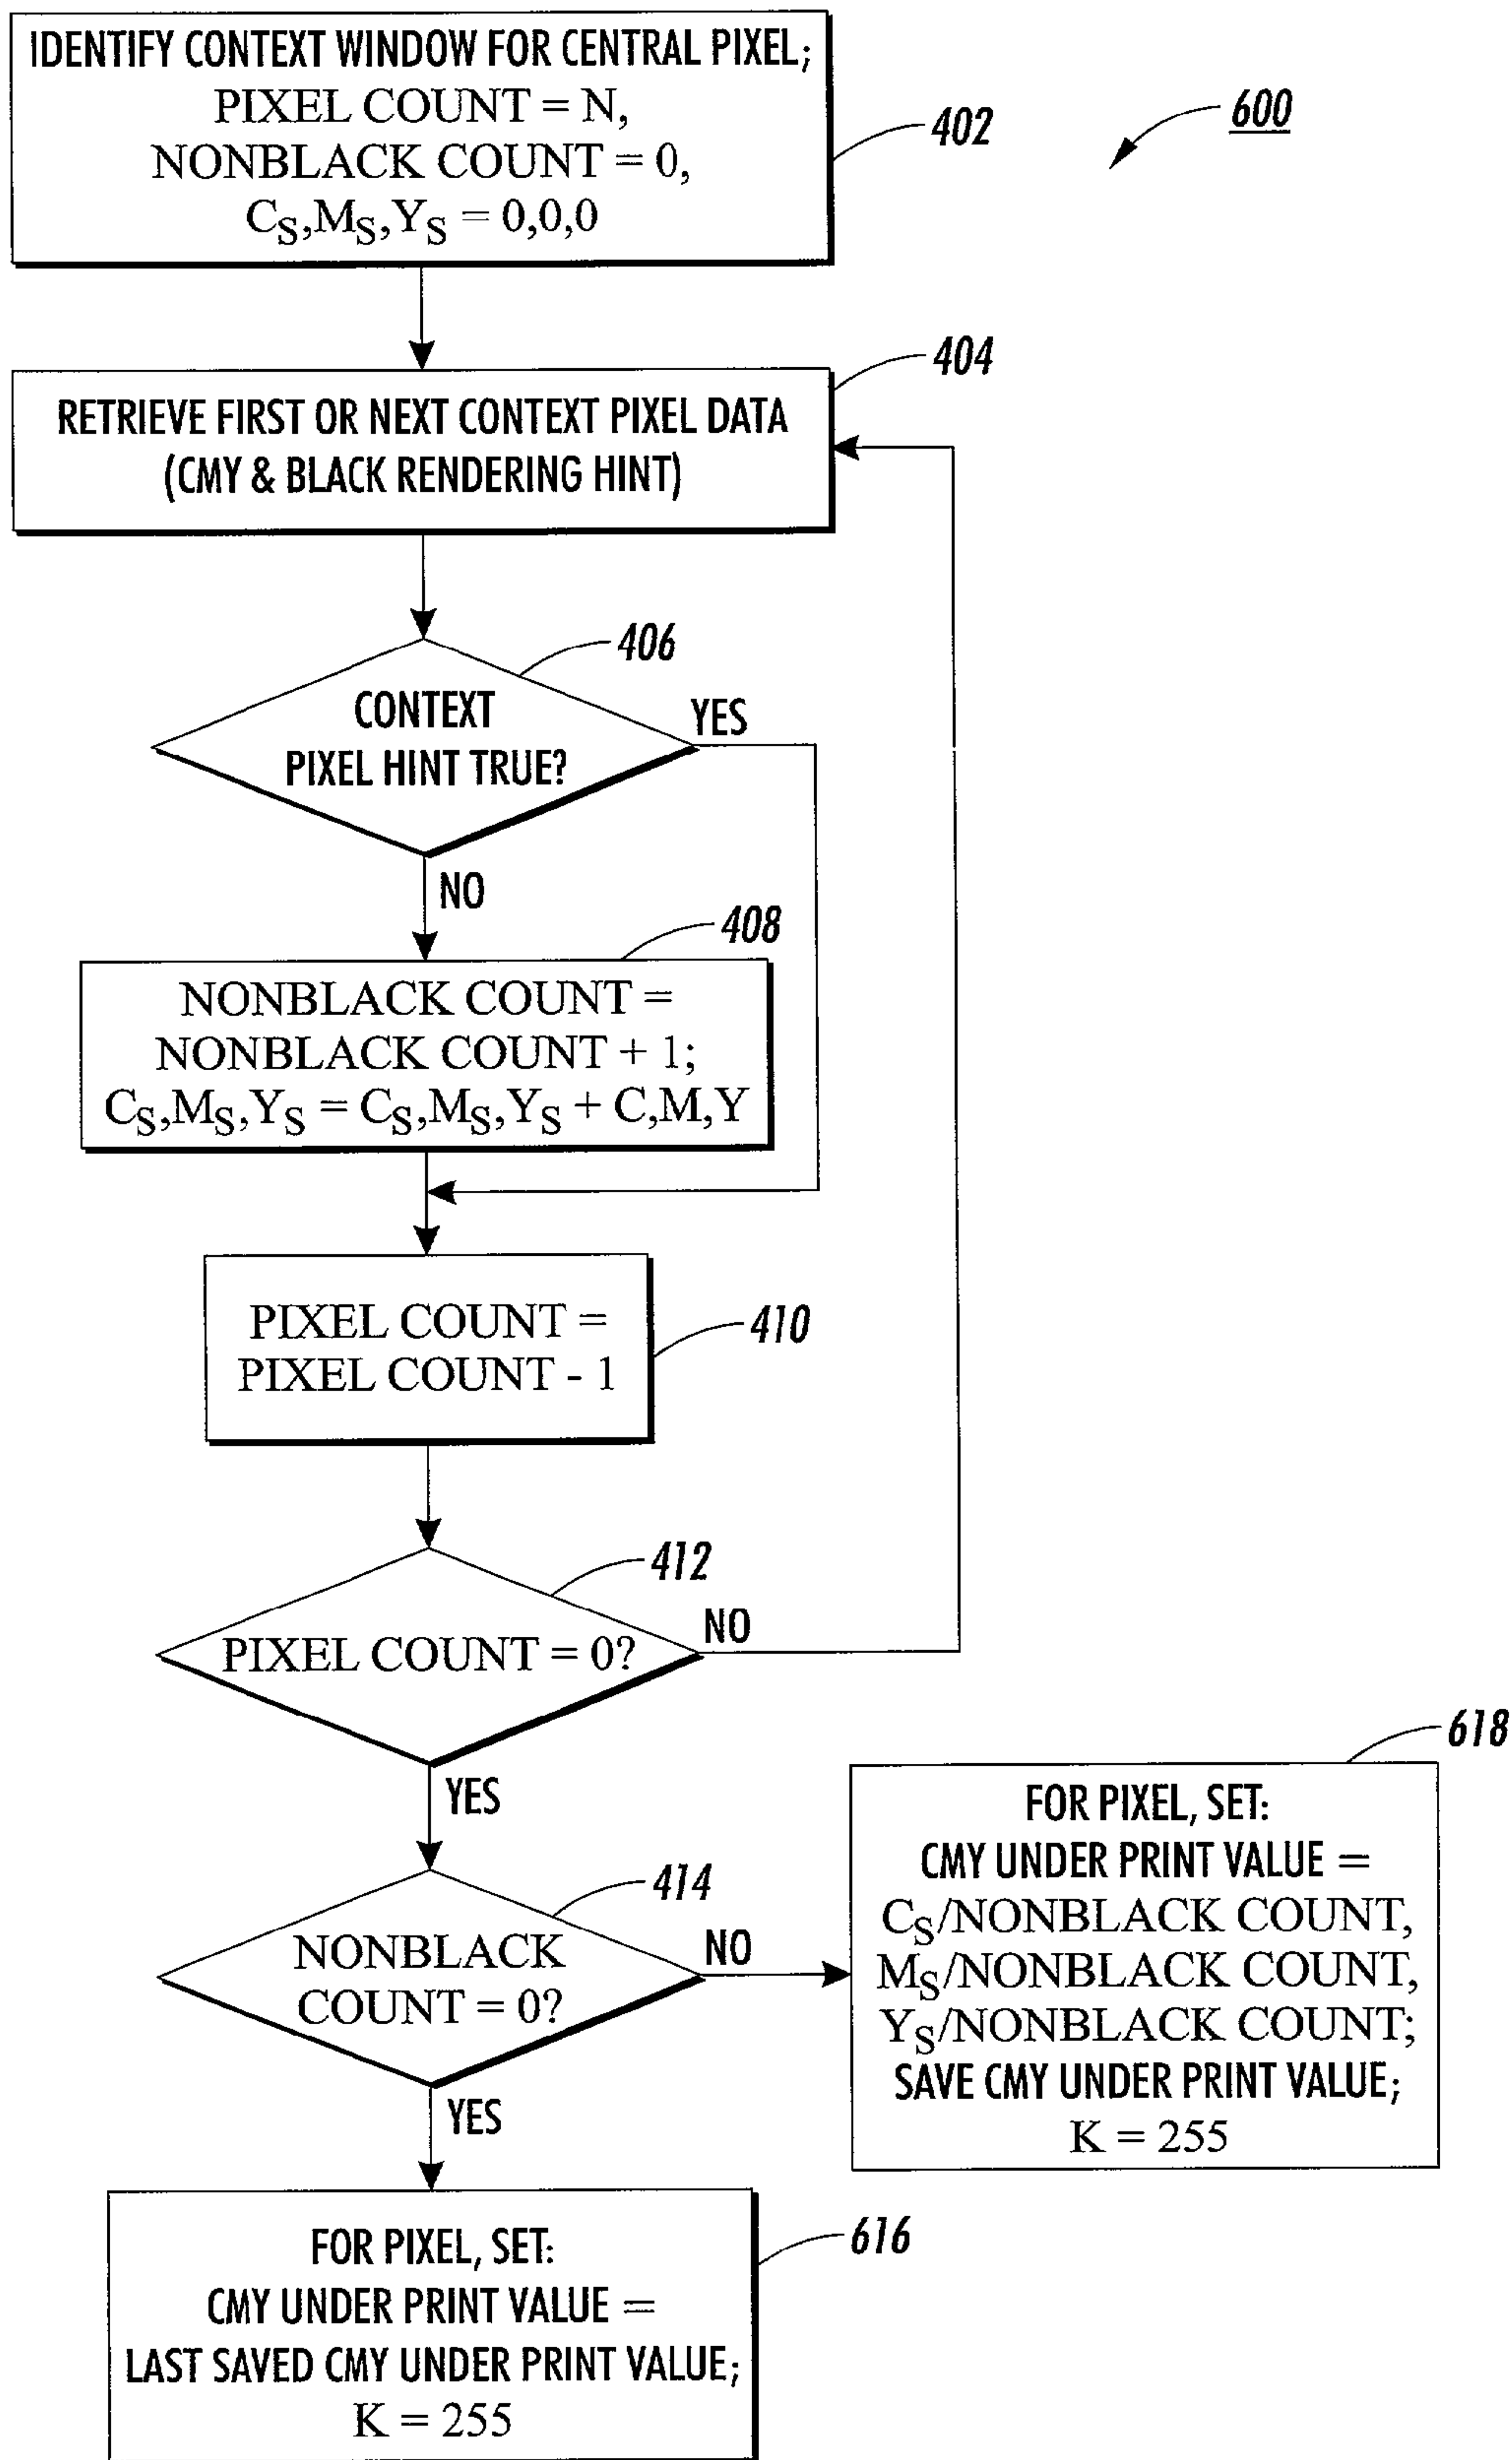 IDENTIFY CONTEXT WINDOW FOR CENTRAL PIXEL;
PIXEL COUNT = N,
NONBLACK COUNT = 0,
CS,MS,YS = 0,0,0
402
600
RETRIEVE FIRST OR NEXT CONTEXT PIXEL DATA
(CMY & BLACK RENDERING HINT)
404
CONTEXT
PIXEL HINT TRUE?
406
YES
NO
408
NONBLACK COUNT =
NONBLACK COUNT + 1;
CS,MS,YS = CS,MS,YS + C,M,Y
PIXEL COUNT =
PIXEL COUNT - 1
410
412
PIXEL COUNT = 0?
NO
YES
414
NONBLACK
COUNT = 0?
NO
YES
618
FOR PIXEL, SET:
CMY UNDER PRINT VALUE =
CS/NONBLACK COUNT,
MS/NONBLACK COUNT,
YS/NONBLACK COUNT;
SAVE CMY UNDER PRINT VALUE;
K = 255
616
FOR PIXEL, SET:
CMY UNDER PRINT VALUE =
LAST SAVED CMY UNDER PRINT VALUE;
K = 255